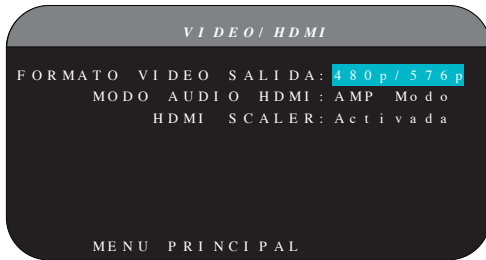 VIDEO/HDMI
FORMATO VIDEO SALIDA: 480p/576p
MODO AUDIO HDMI: AMP Modo
HDMI SCALER: Activada
MENU PRINCIPAL